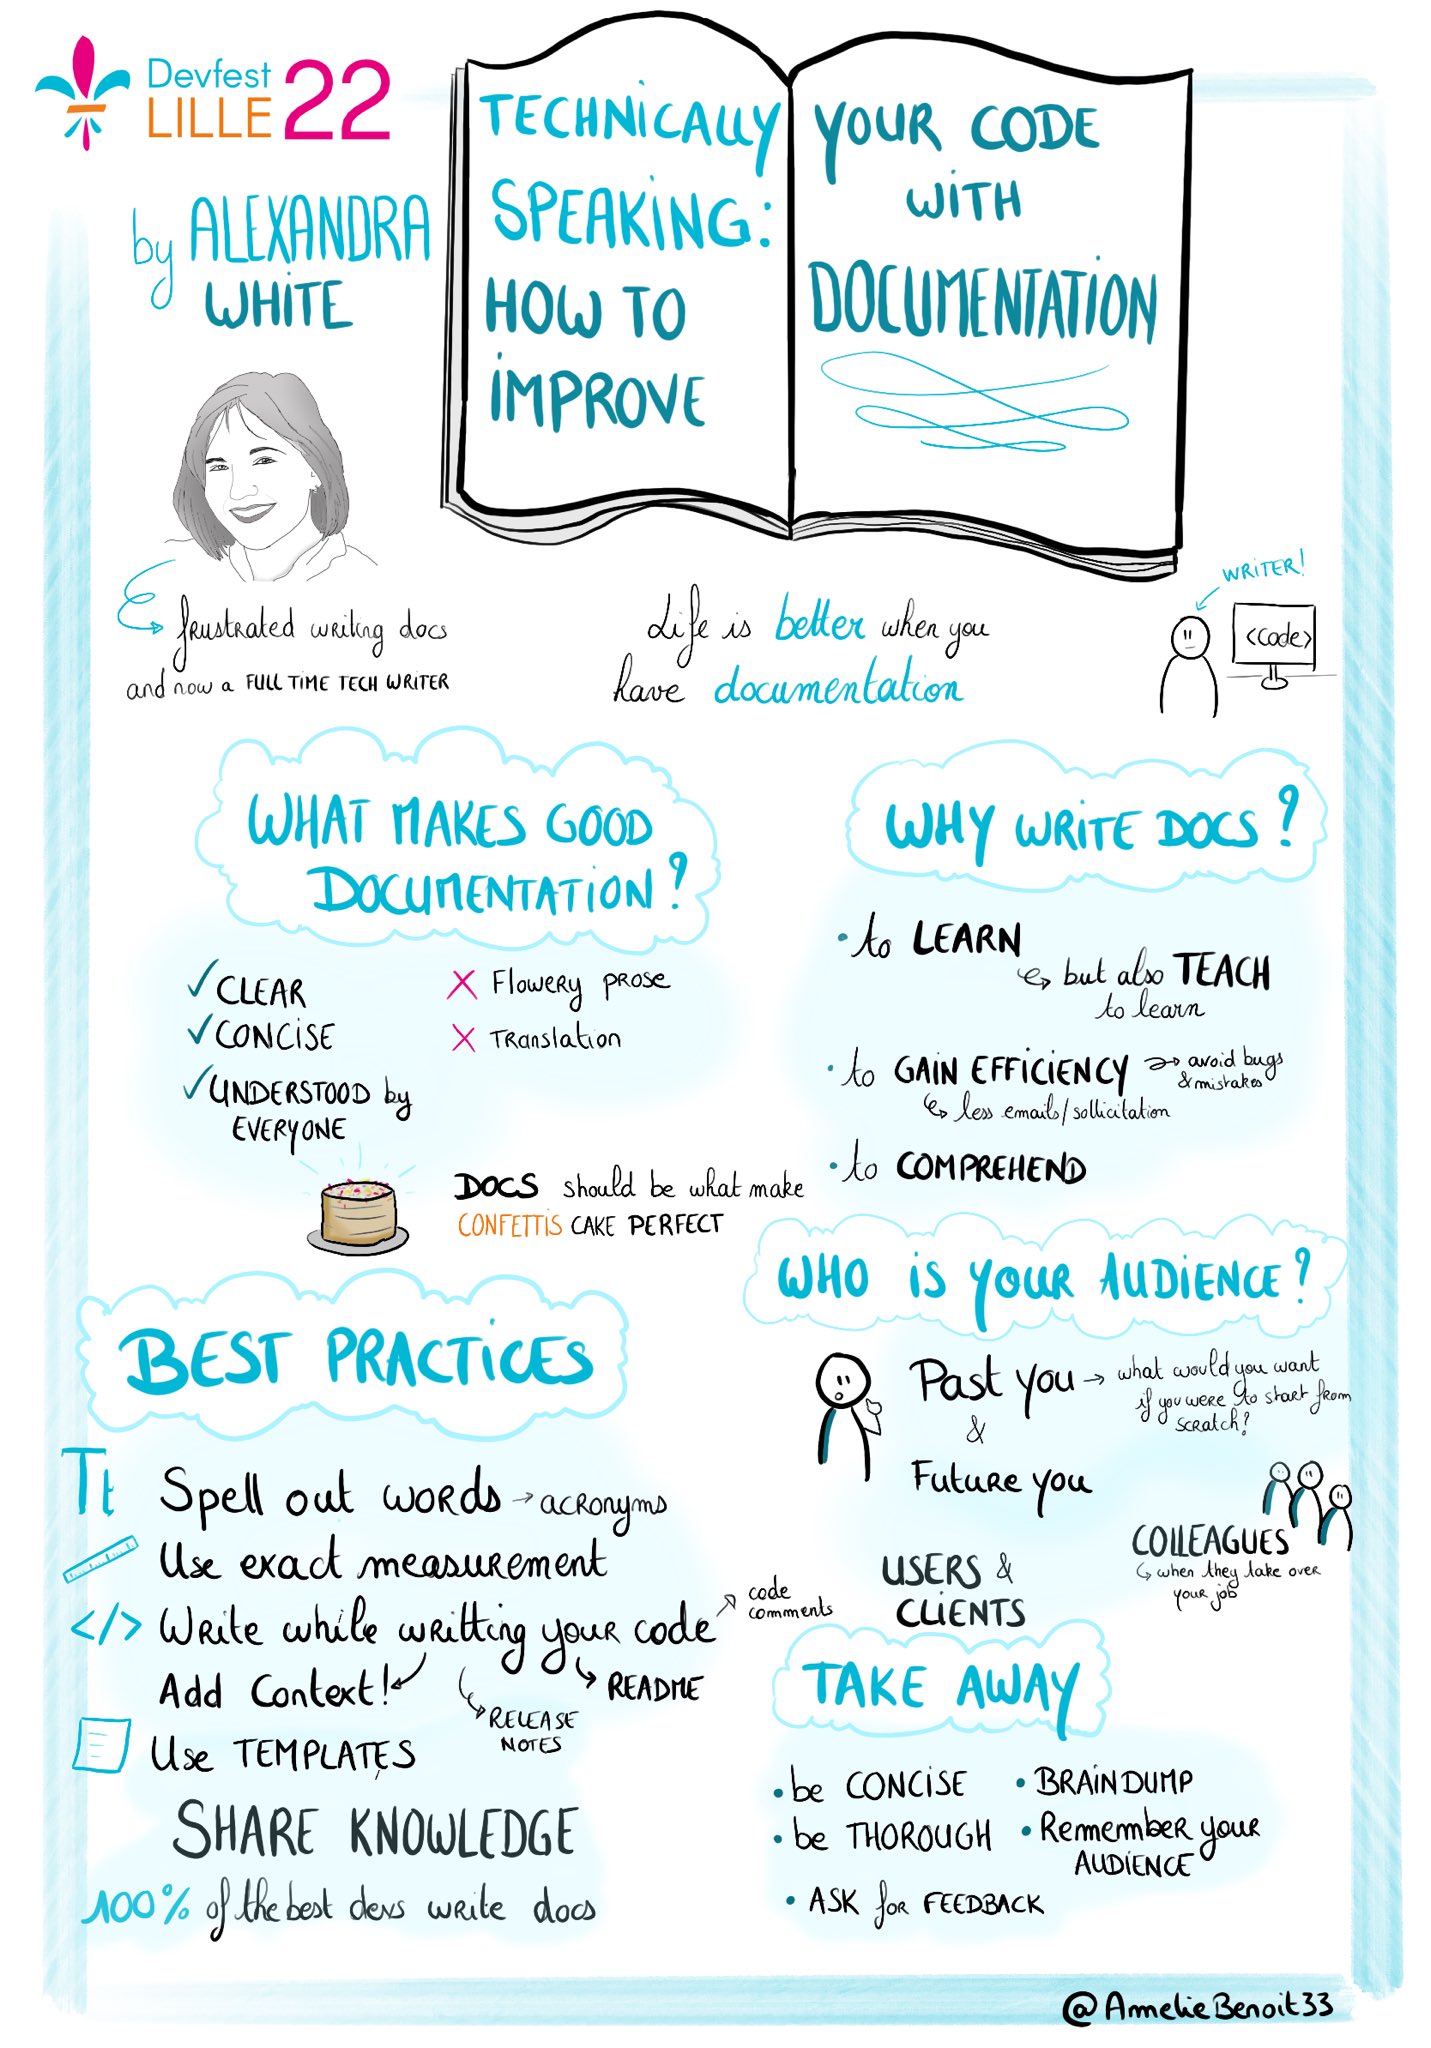 Devfest
LILLE 22
by ALEXANDRA
WHITE
TECHNICALLY
SPEAKING:
HOW TO
IMPROVE
YOUR CODE
WITH
DOCUMENTATION
frustrated writing docs
and now a FULL TIME TECH WRITER
Life is better when you
have documentation
WRITER!
<code>
WHAT MAKES GOOD
DOCUMENTATION?
✓ CLEAR
✓ CONCISE
✓ UNDERSTOOD by
EVERYONE
X Flowery prose
X Translation
DOCS should be what make
CONFETTIS CAKE PERFECT
WHY WRITE DOCS?
• to LEARN
but also TEACH
to learn
• to GAIN EFFICIENCY → avoid bugs
& mistakes
less emails/sollicitation
• to COMPREHEND
WHO IS YOUR AUDIENCE?
Past you → what would you want
if you were to start from
scratch?
&
Future you
USERS &
CLIENTS
COLLEAGUES
when they take over
your job
BEST PRACTICES
Tt Spell out words → acronyms
Use exact measurement
</> Write while writting your code
code
comments
Add Context!
README
RELEASE
NOTES
Use TEMPLATES
SHARE KNOWLEDGE
100% of the best devs write docs
TAKE AWAY
• be CONCISE
• be THOROUGH
• ASK for FEEDBACK
• BRAINDUMP
• Remember your
AUDIENCE
@AmelieBenoit33